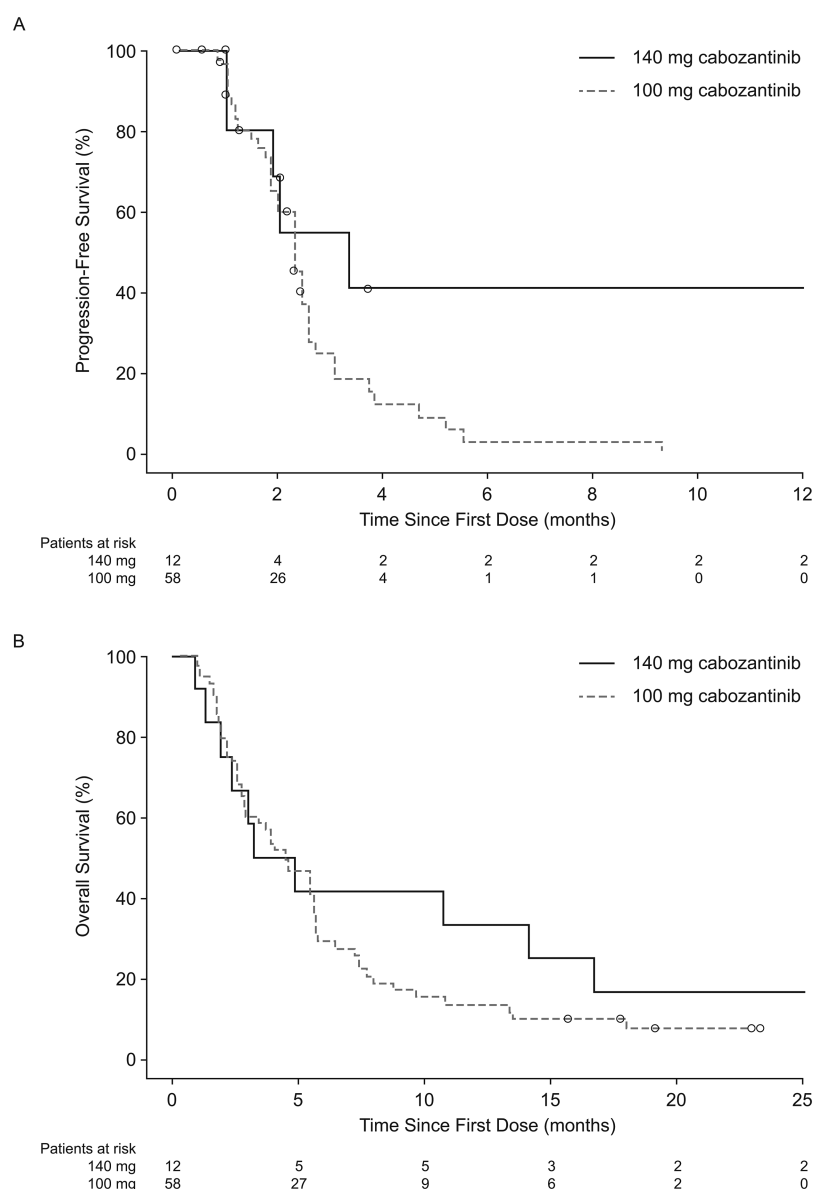 A
100
80
60
40
20
0
Progression-Free Survival (%)
140 mg cabozantinib
100 mg cabozantinib
0 2 4 6 8 10 12
Time Since First Dose (months)
Patients at risk
140 mg 12 4 2 2 2 2 2
100 mg 58 26 4 1 1 0 0
B
100
80
60
40
20
0
Overall Survival (%)
140 mg cabozantinib
100 mg cabozantinib
0 5 10 15 20 25
Time Since First Dose (months)
Patients at risk
140 mg 12 5 5 3 2 2
100 mg 58 27 9 6 2 0